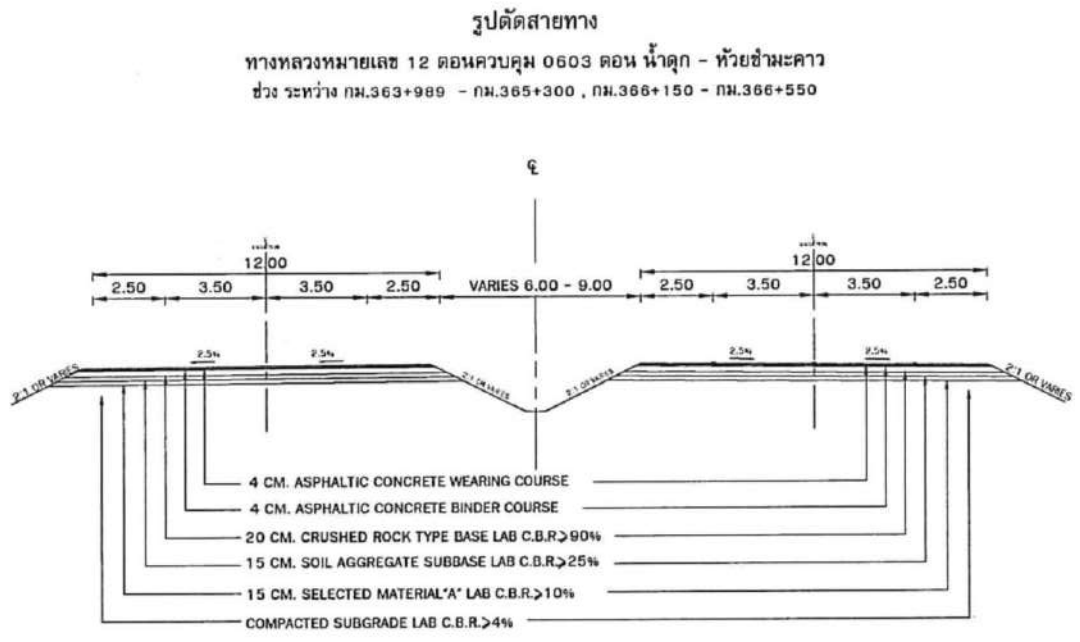 รูปตัดสายทาง
ทางหลวงหมายเลข 12 ตอนควบคุม 0603 ตอน น้ำดุก - ห้วยซำมะคาว
ช่วง ระหว่าง กม.363+989 - กม.365+300 , กม.366+150 - กม.366+550
℄
12.00
12.00
2.50 3.50 3.50 2.50 VARIES 6.00 - 9.00 2.50 3.50 3.50 2.50
2.5% 2.5% 2.5% 2.5%
2:1 OR VARIES 2:1 OR VARIES 2:1 OR VARIES 2:1 OR VARIES
4 CM. ASPHALTIC CONCRETE WEARING COURSE
4 CM. ASPHALTIC CONCRETE BINDER COURSE
20 CM. CRUSHED ROCK TYPE BASE LAB C.B.R.>90%
15 CM. SOIL AGGREGATE SUBBASE LAB C.B.R.>25%
15 CM. SELECTED MATERIAL"A" LAB C.B.R.>10%
COMPACTED SUBGRADE LAB C.B.R.>4%